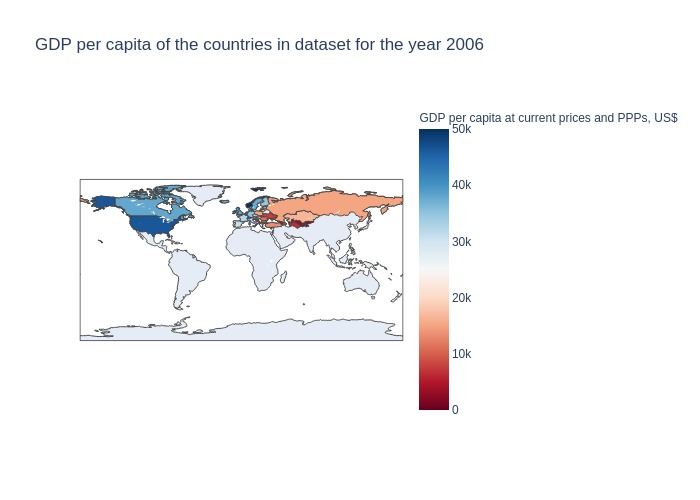 GDP per capita of the countries in dataset for the year 2006
GDP per capita at current prices and PPPs, US$
50k
40k
30k
20k
10k
0